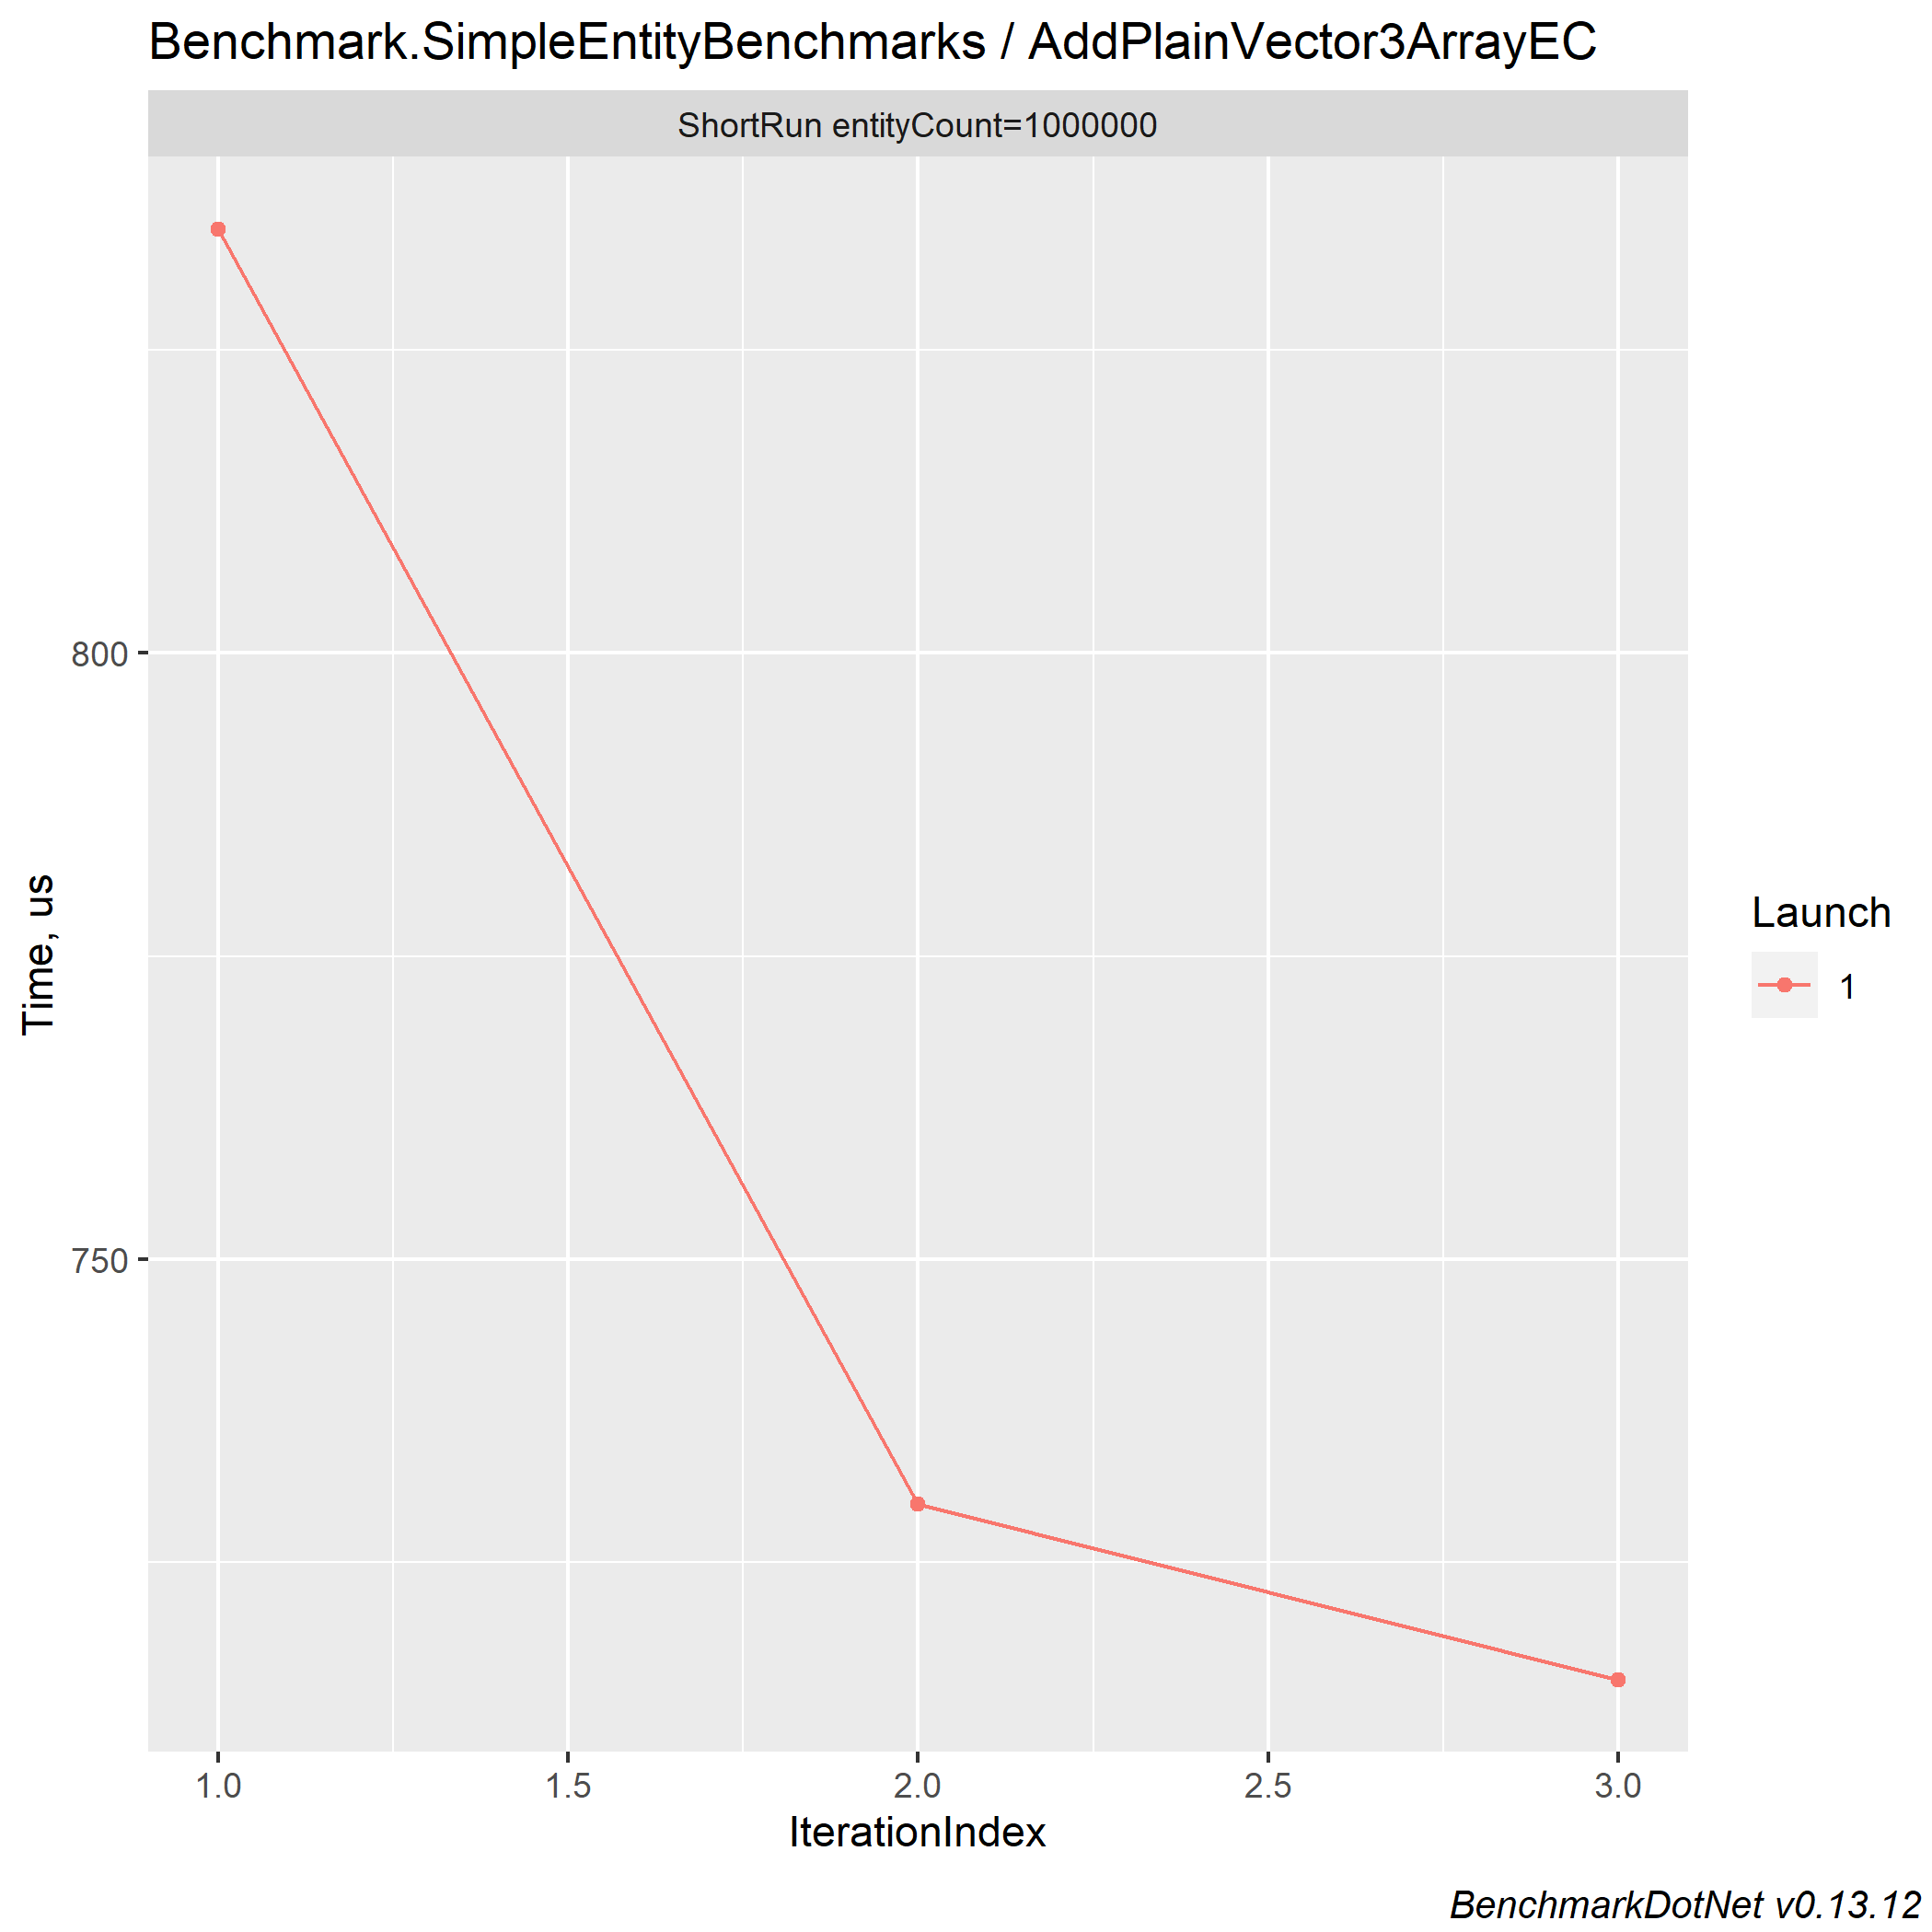 Benchmark.SimpleEntityBenchmarks / AddPlainVector3ArrayEC
ShortRun entityCount=1000000
800
750
Time, us
1.0 1.5 2.0 2.5 3.0
IterationIndex
Launch
1
BenchmarkDotNet v0.13.12